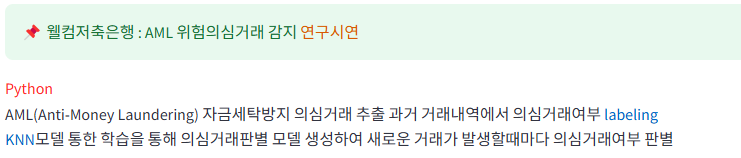 📌 웰컴저축은행 : AML 위험의심거래 감지 연구시연
Python
AML(Anti-Money Laundering) 자금세탁방지 의심거래 추출 과거 거래내역에서 의심거래여부 labeling
KNN모델 통한 학습을 통해 의심거래판별 모델 생성하여 새로운 거래가 발생할때마다 의심거래여부 판별